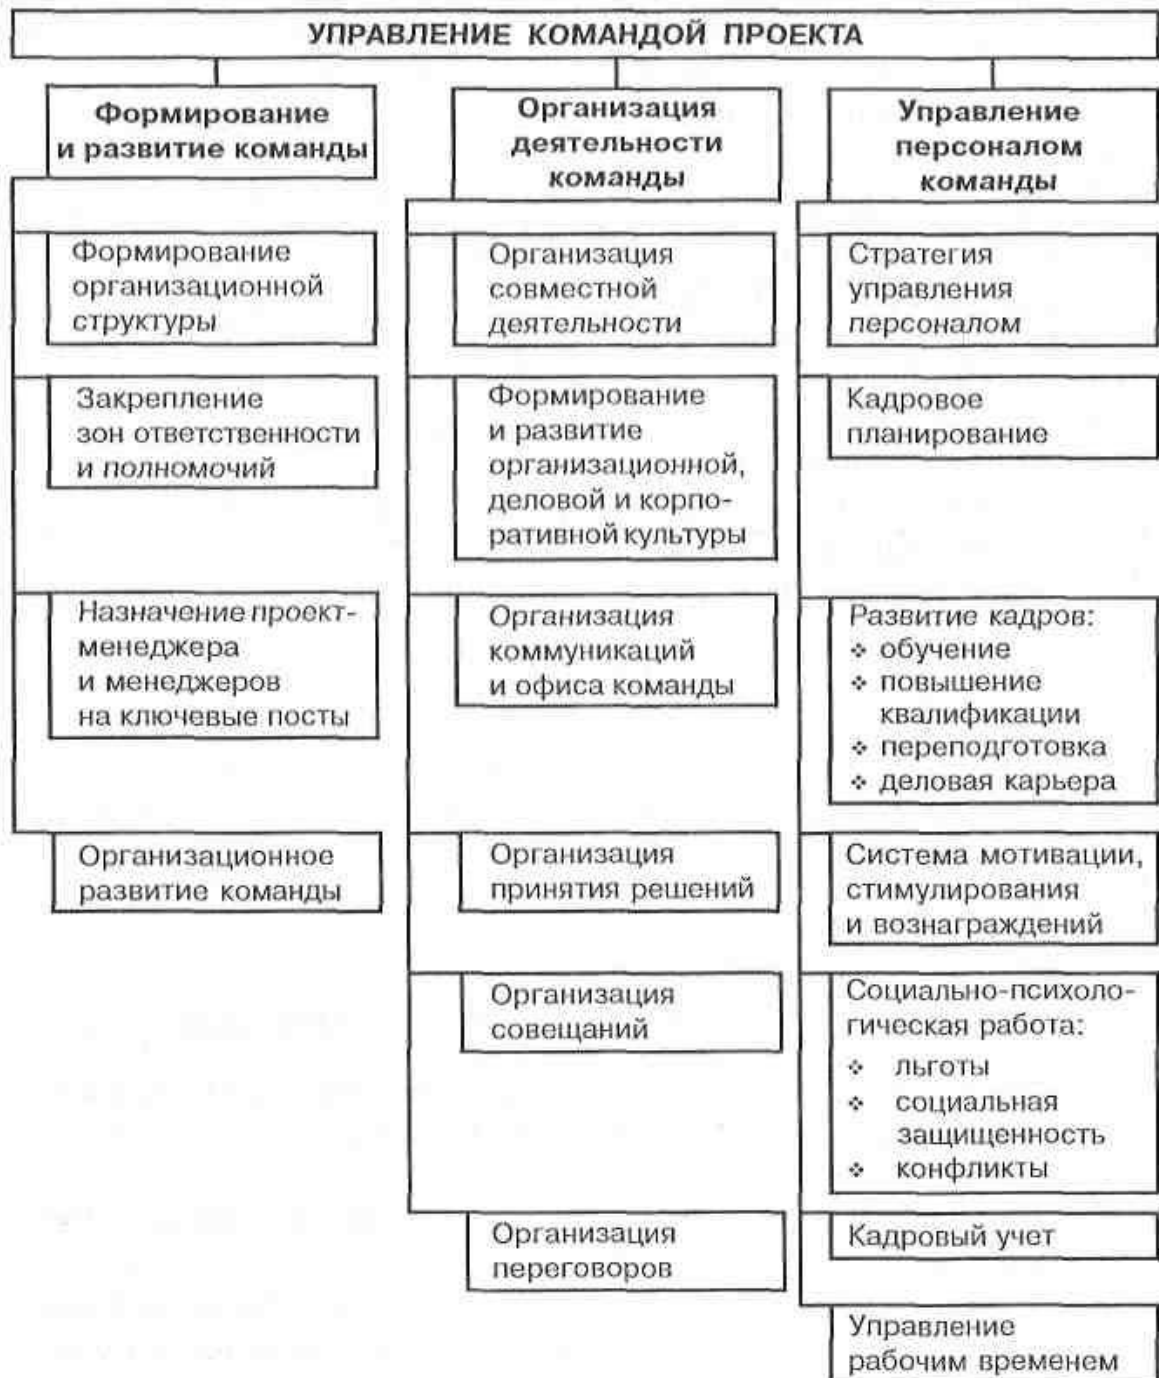 УПРАВЛЕНИЕ КОМАНДОЙ ПРОЕКТА
Формирование
и развитие команды
Формирование
организационной
структуры
Закрепление
зон ответственности
и полномочий
Назначение проект-
менеджера
и менеджеров
на ключевые посты
Организационное
развитие команды
Организация
деятельности
команды
Организация
совместной
деятельности
Формирование
и развитие
организационной,
деловой и корпо-
ративной культуры
Организация
коммуникаций
и офиса команды
Организация
принятия решений
Организация
совещаний
Организация
переговоров
Управление
персоналом
команды
Стратегия
управления
персоналом
Кадровое
планирование
Развитие кадров:
❖ обучение
❖ повышение
квалификации
❖ переподготовка
❖ деловая карьера
Система мотивации,
стимулирования
и вознаграждений
Социально-психоло-
гическая работа:
❖ льготы
❖ социальная
защищенность
❖ конфликты
Кадровый учет
Управление
рабочим временем